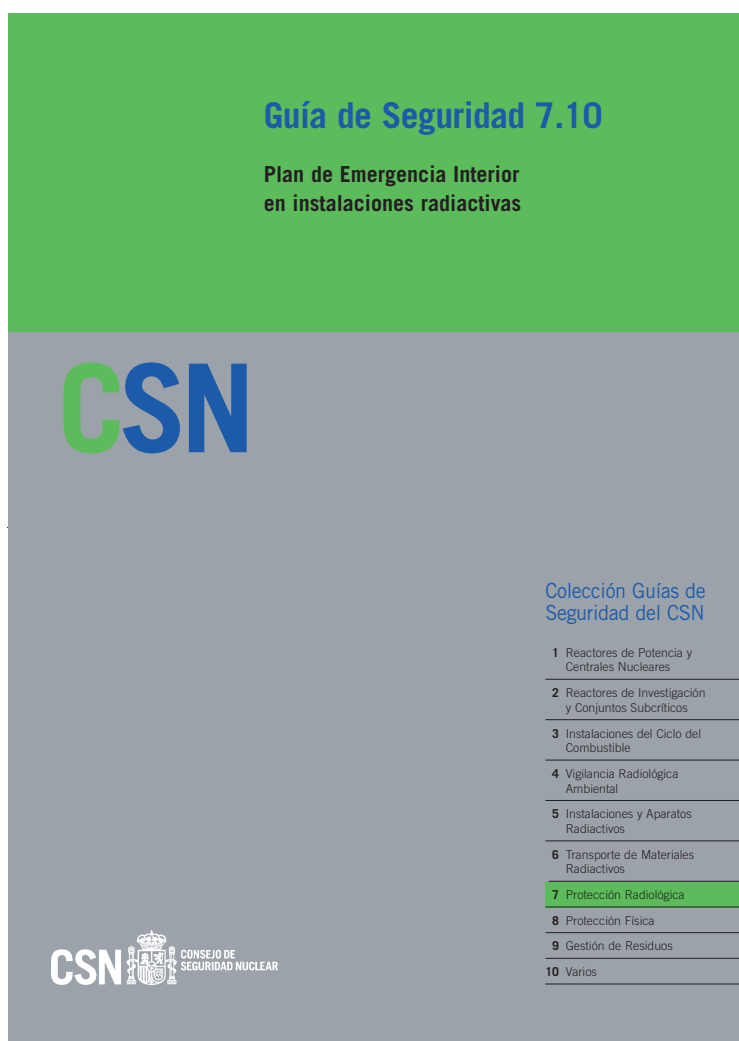 Guía de Seguridad 7.10
Plan de Emergencia Interior
en instalaciones radiactivas
CSN
Colección Guías de
Seguridad del CSN
1 Reactores de Potencia y
Centrales Nucleares
2 Reactores de Investigación
y Conjuntos Subcríticos
3 Instalaciones del Ciclo del
Combustible
4 Vigilancia Radiológica
Ambiental
5 Instalaciones y Aparatos
Radiactivos
6 Transporte de Materiales
Radiactivos
7 Protección Radiológica
8 Protección Física
9 Gestión de Residuos
10 Varios
CSN
CONSEJO DE
SEGURIDAD NUCLEAR